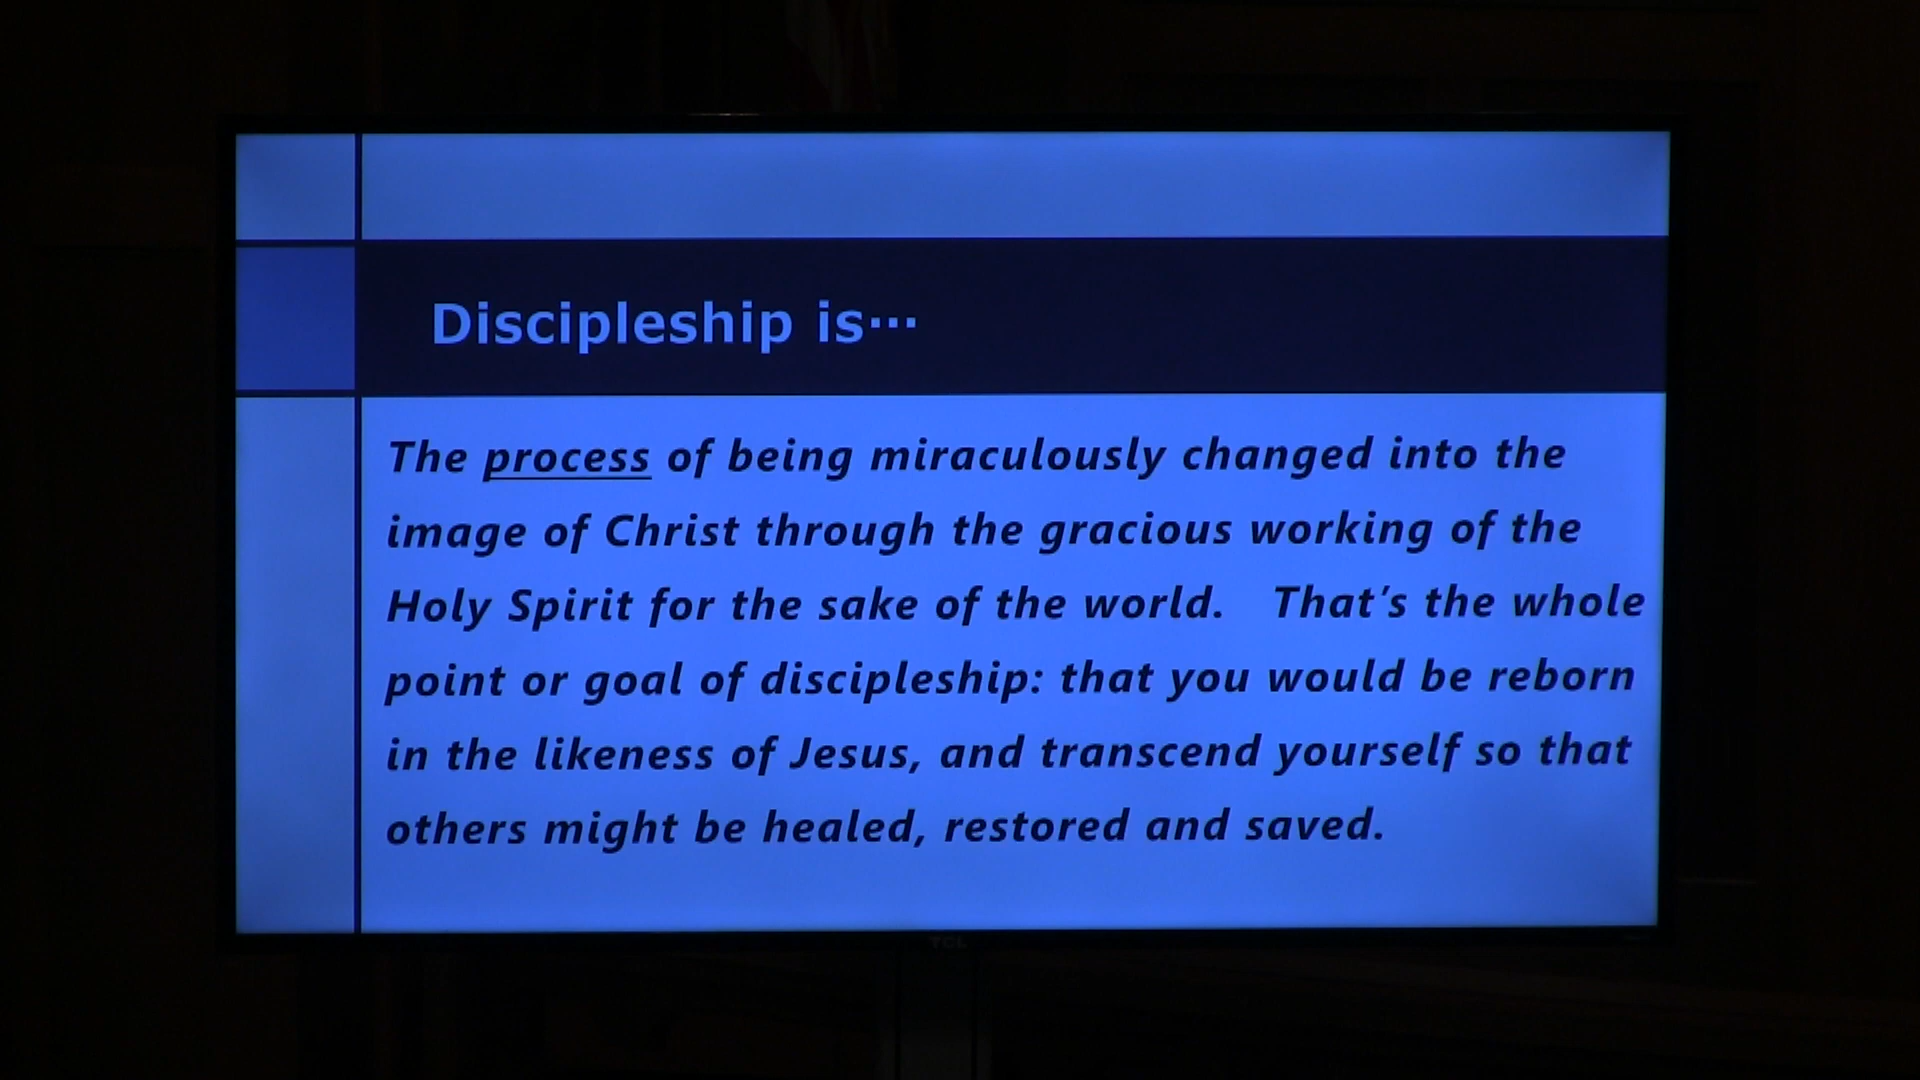 Discipleship is...
The process of being miraculously changed into the
image of Christ through the gracious working of the
Holy Spirit for the sake of the world. That's the whole
point or goal of discipleship: that you would be reborn
in the likeness of Jesus, and transcend yourself so that
others might be healed, restored and saved.
TCL